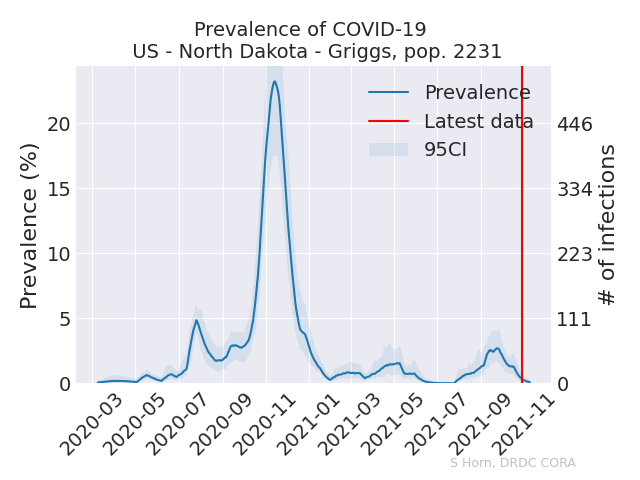 Prevalence of COVID-19
US - North Dakota - Griggs, pop. 2231
Prevalence
Latest data
95CI
Prevalence (%)
20
15
10
5
0
446
334
223
111
0
# of infections
2020-03
2020-05
2020-07
2020-09
2020-11
2021-01
2021-03
2021-05
2021-07
2021-09
2021-11
S Horn, DRDC CORA